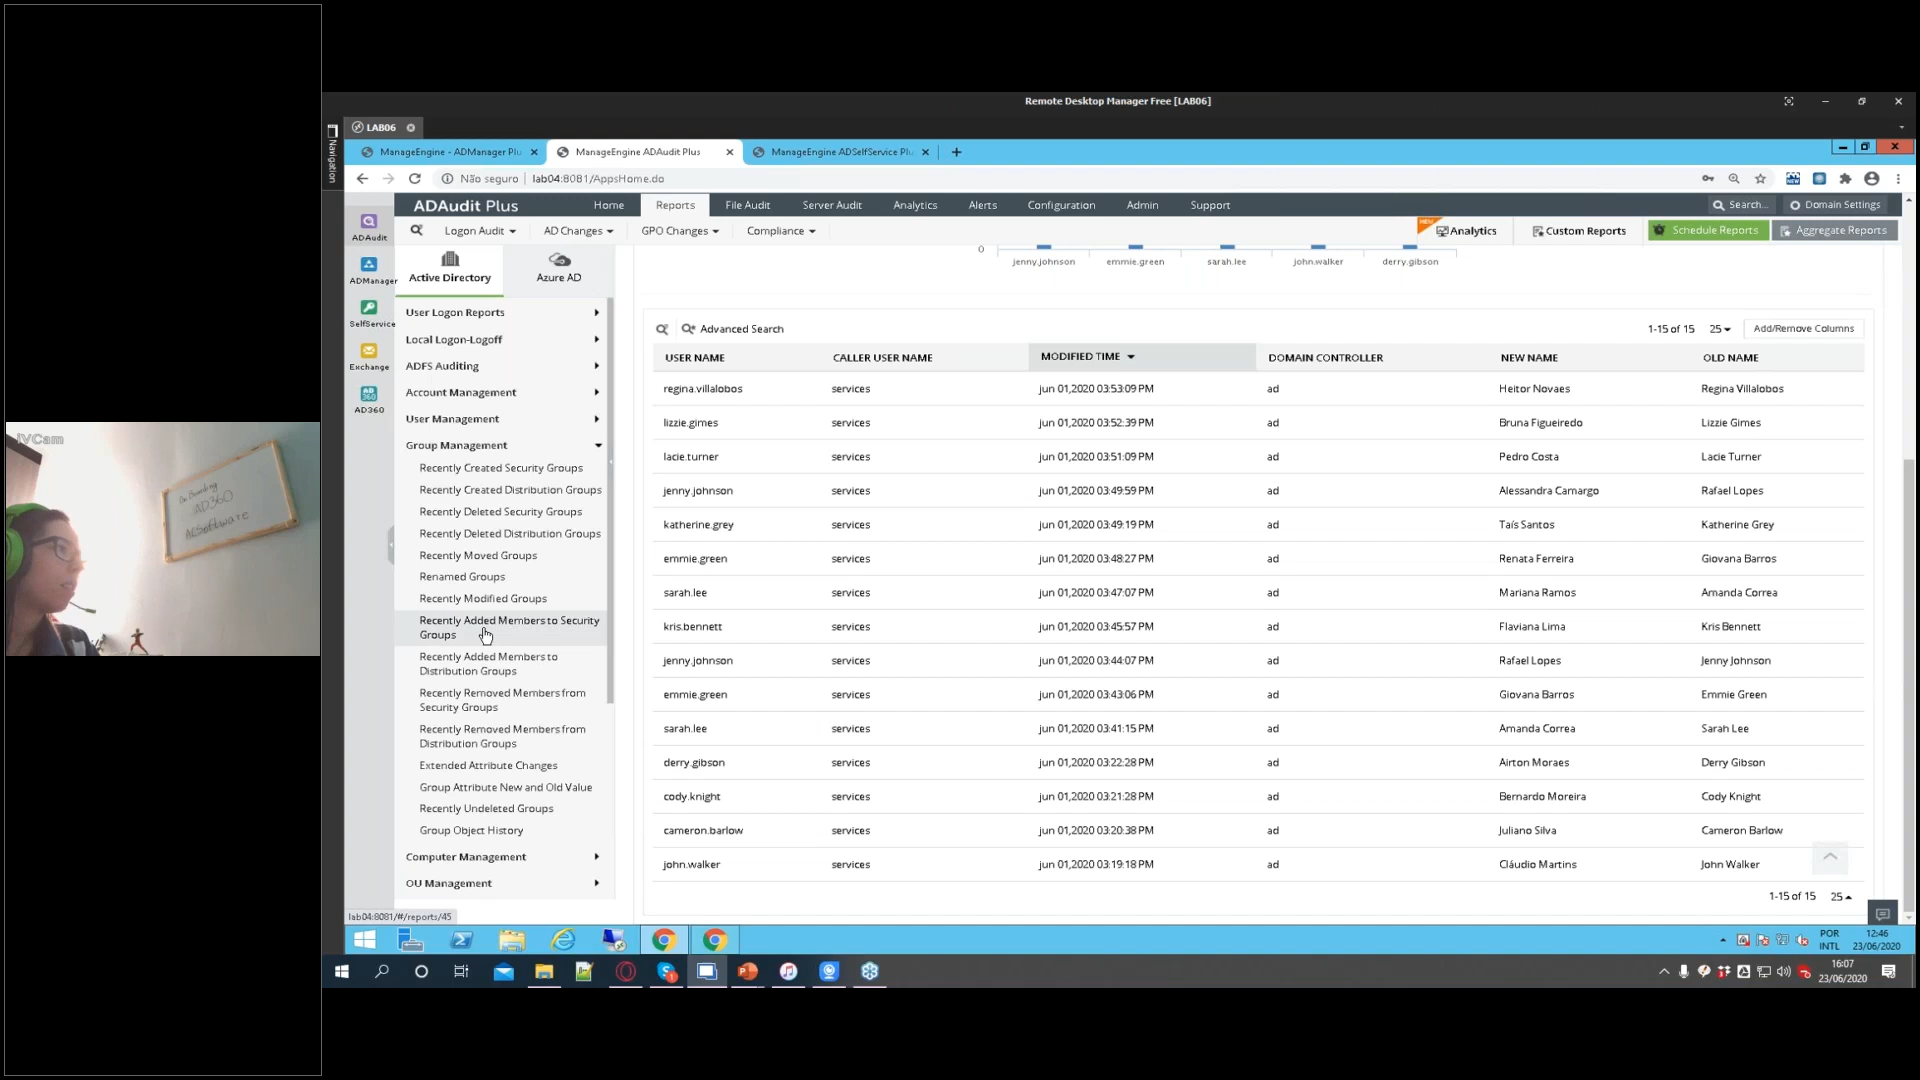 Remote Desktop Manager Free [LAB06]
LAB06
Navigation
ManageEngine - ADManager Plu
ManageEngine ADAudit Plus
ManageEngine ADSelfService Pl
Não seguro | lab04:8081/AppsHome.do
ADAudit Plus
Home
Reports
File Audit
Server Audit
Analytics
Alerts
Configuration
Admin
Support
Search...
Domain Settings
Logon Audit
AD Changes
GPO Changes
Compliance
NEW
Analytics
Custom Reports
Schedule Reports
Aggregate Reports
ADAudit
ADManager
SelfService
Exchange
AD360
Active Directory
Azure AD
User Logon Reports
Local Logon-Logoff
ADFS Auditing
Account Management
User Management
Group Management
Recently Created Security Groups
Recently Created Distribution Groups
Recently Deleted Security Groups
Recently Deleted Distribution Groups
Recently Moved Groups
Renamed Groups
Recently Modified Groups
Recently Added Members to Security
Groups
Recently Added Members to
Distribution Groups
Recently Removed Members from
Security Groups
Recently Removed Members from
Distribution Groups
Extended Attribute Changes
Group Attribute New and Old Value
Recently Undeleted Groups
Group Object History
Computer Management
OU Management
lab04:8081/#/reports/45
0
jenny.johnson emmie.green sarah.lee john.walker derry.gibson
Advanced Search
1-15 of 15 25 Add/Remove Columns
USER NAME CALLER USER NAME MODIFIED TIME DOMAIN CONTROLLER NEW NAME OLD NAME
regina.villalobos services jun 01,2020 03:53:09 PM ad Heitor Novaes Regina Villalobos
lizzie.gimes services jun 01,2020 03:52:39 PM ad Bruna Figueiredo Lizzie Gimes
lacie.turner services jun 01,2020 03:51:09 PM ad Pedro Costa Lacie Turner
jenny.johnson services jun 01,2020 03:49:59 PM ad Alessandra Camargo Rafael Lopes
katherine.grey services jun 01,2020 03:49:19 PM ad Taís Santos Katherine Grey
emmie.green services jun 01,2020 03:48:27 PM ad Renata Ferreira Giovana Barros
sarah.lee services jun 01,2020 03:47:07 PM ad Mariana Ramos Amanda Correa
kris.bennett services jun 01,2020 03:45:57 PM ad Flaviana Lima Kris Bennett
jenny.johnson services jun 01,2020 03:44:07 PM ad Rafael Lopes Jenny Johnson
emmie.green services jun 01,2020 03:43:06 PM ad Giovana Barros Emmie Green
sarah.lee services jun 01,2020 03:41:15 PM ad Amanda Correa Sarah Lee
derry.gibson services jun 01,2020 03:22:28 PM ad Airton Moraes Derry Gibson
cody.knight services jun 01,2020 03:21:28 PM ad Bernardo Moreira Cody Knight
cameron.barlow services jun 01,2020 03:20:38 PM ad Juliano Silva Cameron Barlow
john.walker services jun 01,2020 03:19:18 PM ad Cláudio Martins John Walker
1-15 of 15 25
POR
INTL
12:46
23/06/2020
16:07
23/06/2020
iVCam
On Boarding
AD360
ACSoftware